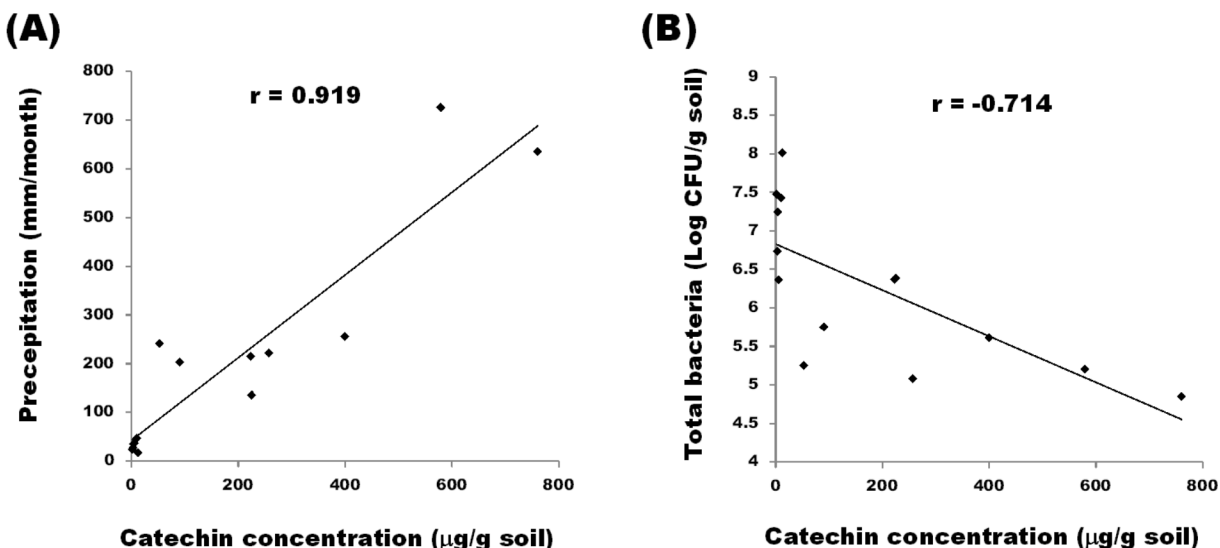 (A)
r = 0.919
Precepitation (mm/month)
800
700
600
500
400
300
200
100
0
0 200 400 600 800
Catechin concentration (μg/g soil)
(B)
r = -0.714
Total bacteria (Log CFU/g soil)
9
8.5
8
7.5
7
6.5
6
5.5
5
4.5
4
0 200 400 600 800
Catechin concentration (μg/g soil)